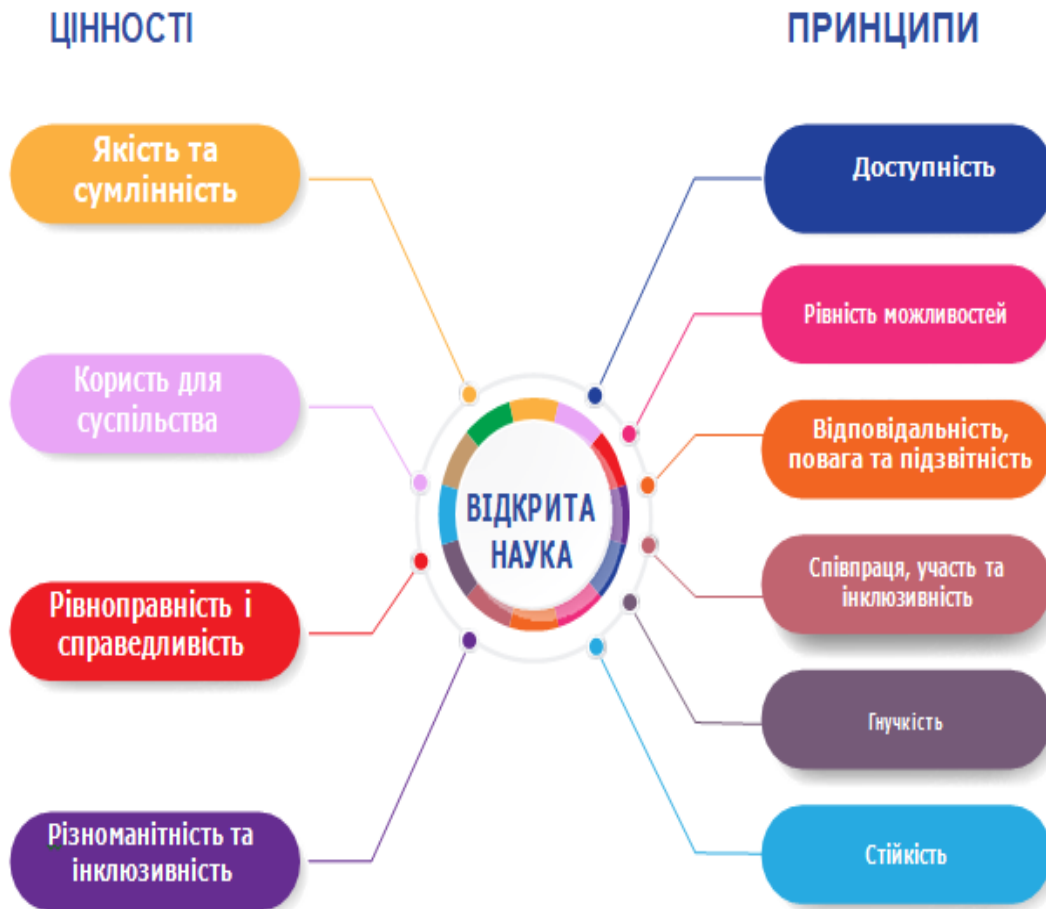 ЦІННОСТІ
Якість та
сумлінність
Користь для
суспільства
Рівноправність і
справедливість
Різноманітність та
інклюзивність
ВІДКРИТА
НАУКА
ПРИНЦИПИ
Доступність
Рівність можливостей
Відповідальність,
повага та підзвітність
Співпраця, участь та
інклюзивність
Гнучкість
Стійкість